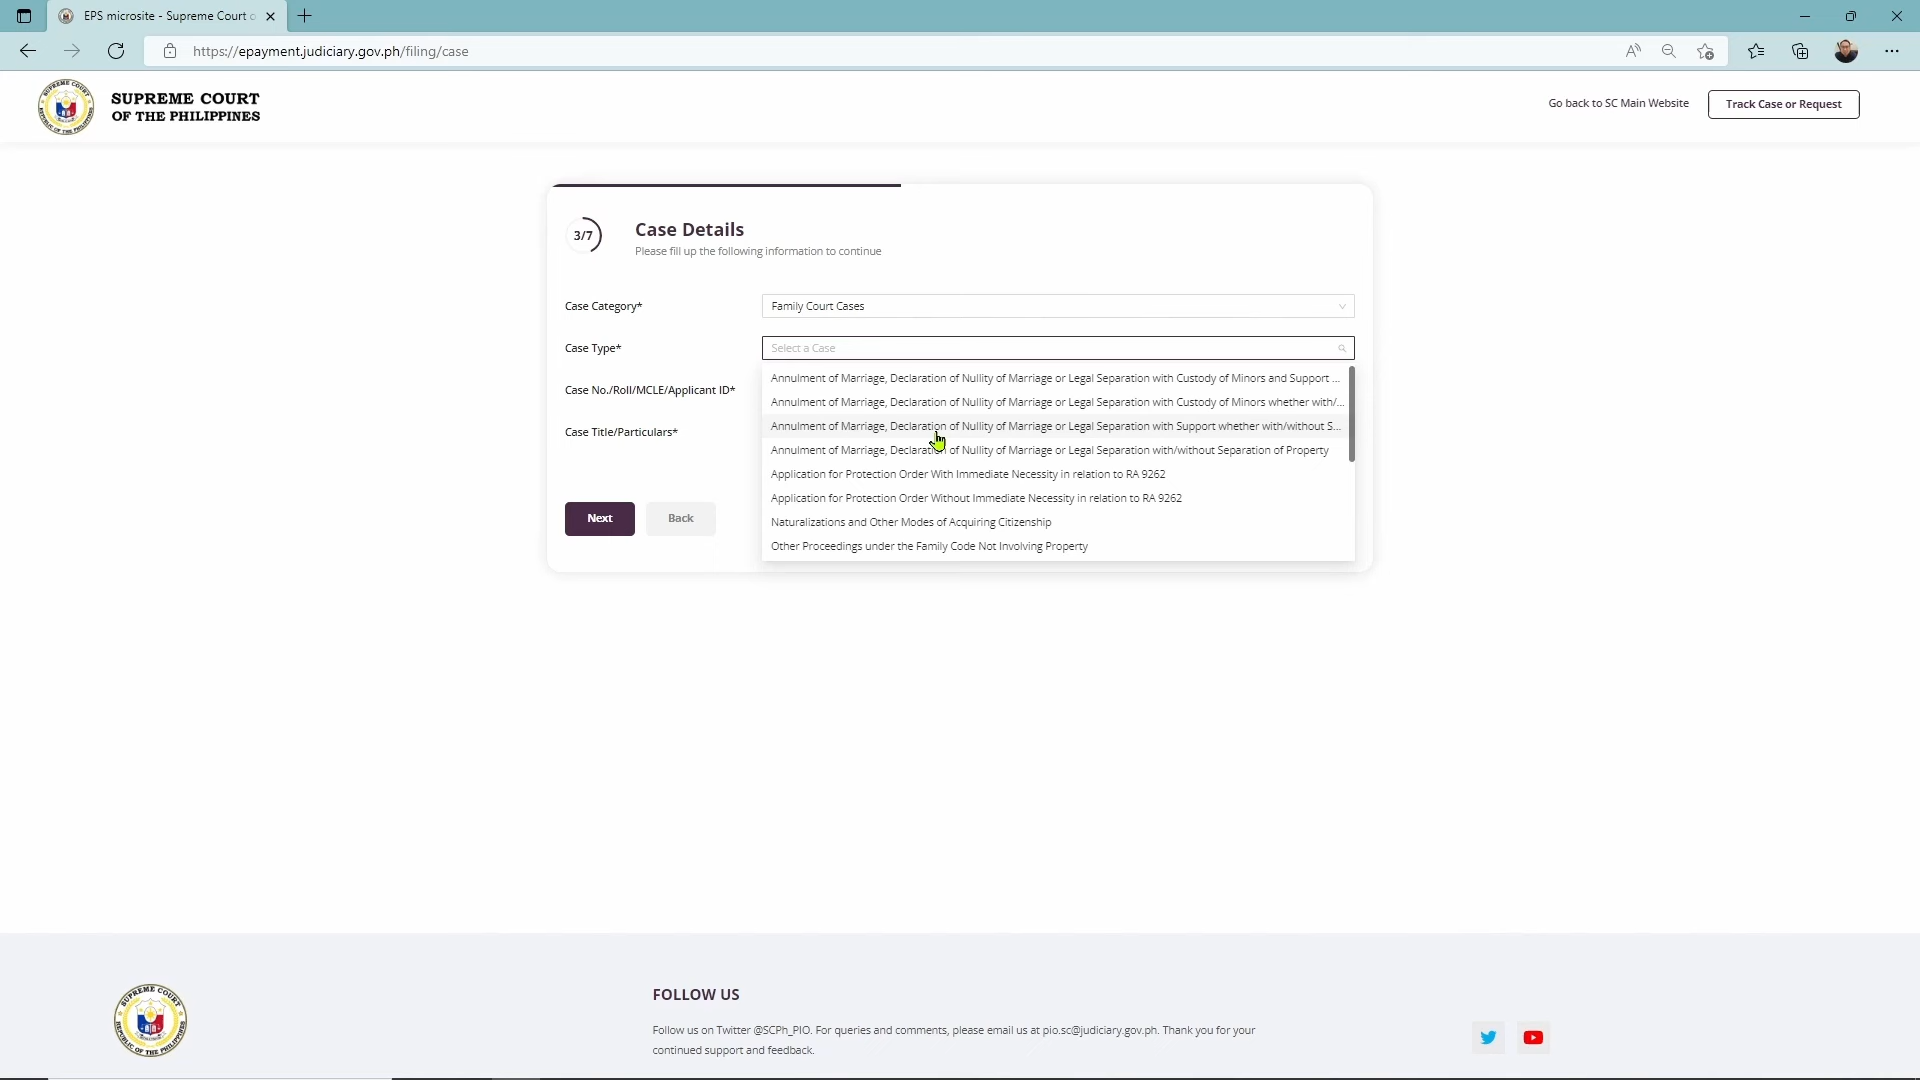 EPS microsite - Supreme Court o
https://epayment.judiciary.gov.ph/filing/case
SUPREME COURT
OF THE PHILIPPINES
Go back to SC Main Website
Track Case or Request
3/7
Case Details
Please fill up the following information to continue
Case Category*
Family Court Cases
Case Type*
Select a Case
Annulment of Marriage, Declaration of Nullity of Marriage or Legal Separation with Custody of Minors and Support ...
Case No./Roll/MCLE/Applicant ID*
Annulment of Marriage, Declaration of Nullity of Marriage or Legal Separation with Custody of Minors whether with/...
Annulment of Marriage, Declaration of Nullity of Marriage or Legal Separation with Support whether with/without S...
Case Title/Particulars*
Annulment of Marriage, Declaration of Nullity of Marriage or Legal Separation with/without Separation of Property
Application for Protection Order With Immediate Necessity in relation to RA 9262
Application for Protection Order Without Immediate Necessity in relation to RA 9262
Naturalizations and Other Modes of Acquiring Citizenship
Other Proceedings under the Family Code Not Involving Property
Next
Back
SUPREME COURT
REPUBLIC OF THE PHILIPPINES
FOLLOW US
Follow us on Twitter @SCPh_PIO. For queries and comments, please email us at pio.sc@judiciary.gov.ph. Thank you for your
continued support and feedback.